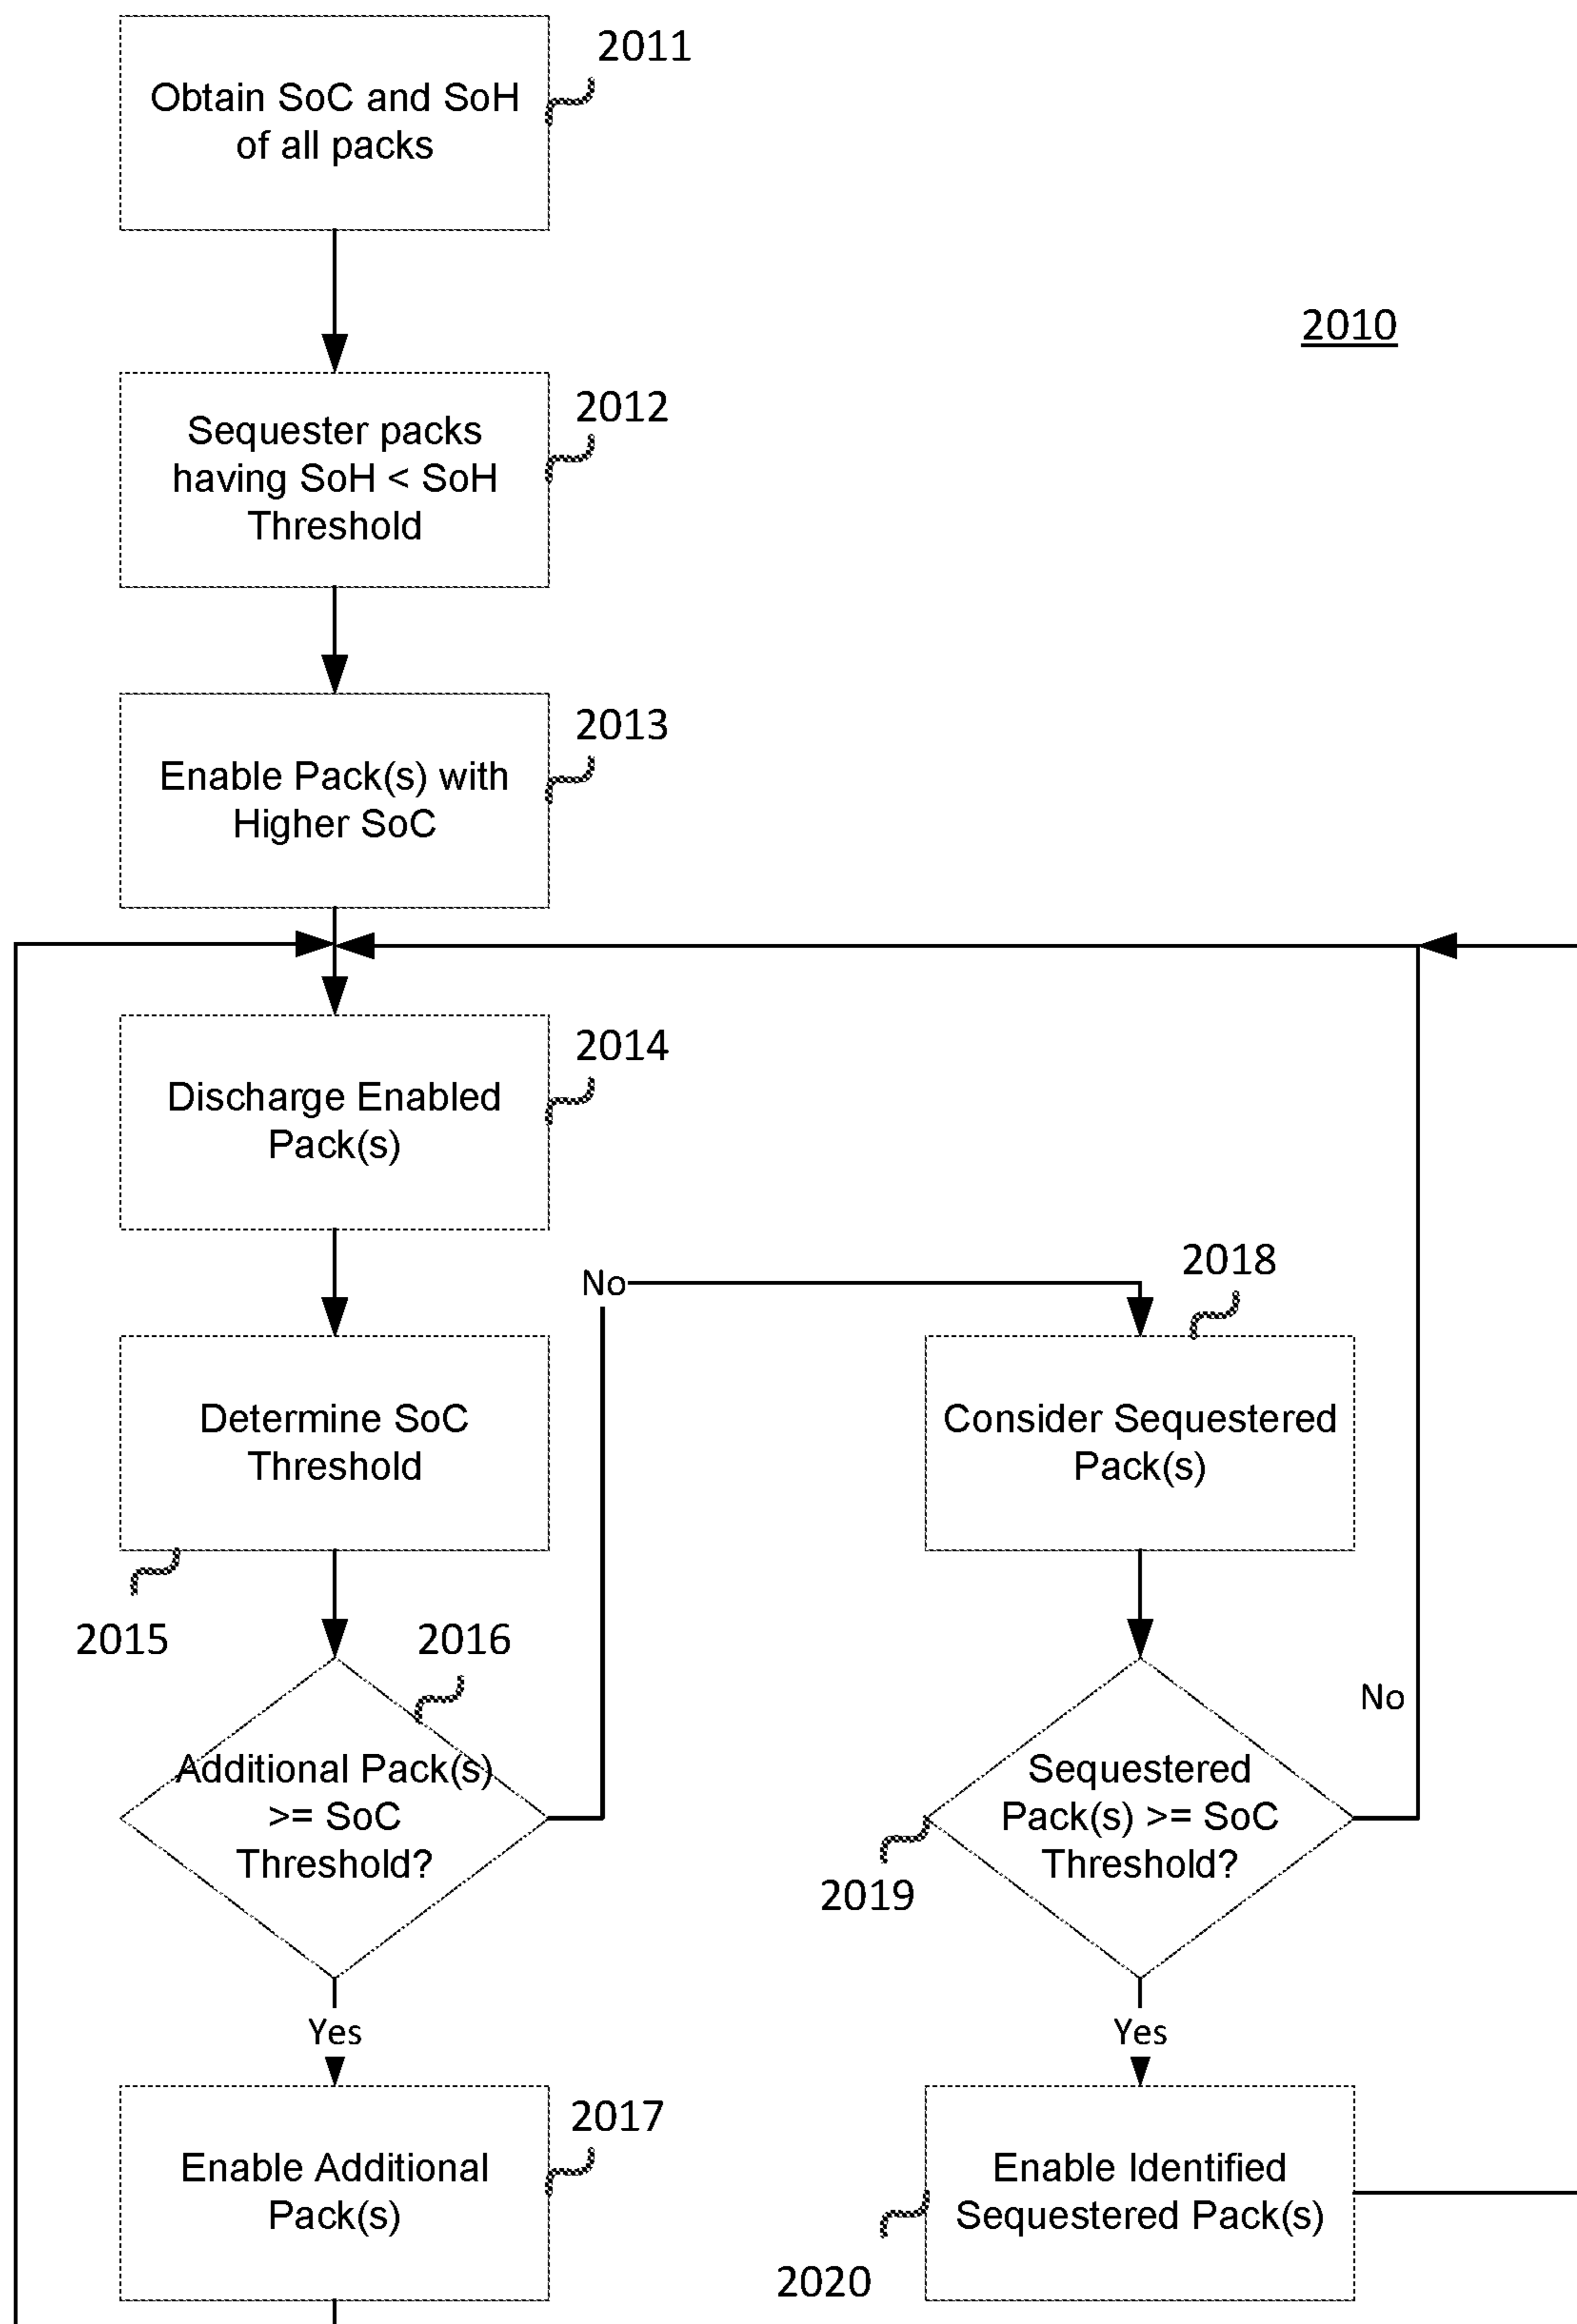 2011
Obtain SoC and SoH
of all packs
2010
2012
Sequester packs
having SoH < SoH
Threshold
2013
Enable Pack(s) with
Higher SoC
2014
Discharge Enabled
Pack(s)
No
2018
Determine SoC
Threshold
Consider Sequestered
Pack(s)
2015
2016
No
Additional Pack(s)
>= SoC
Threshold?
Sequestered
Pack(s) >= SoC
Threshold?
2019
Yes
Yes
2017
Enable Additional
Pack(s)
Enable Identified
Sequestered Pack(s)
2020